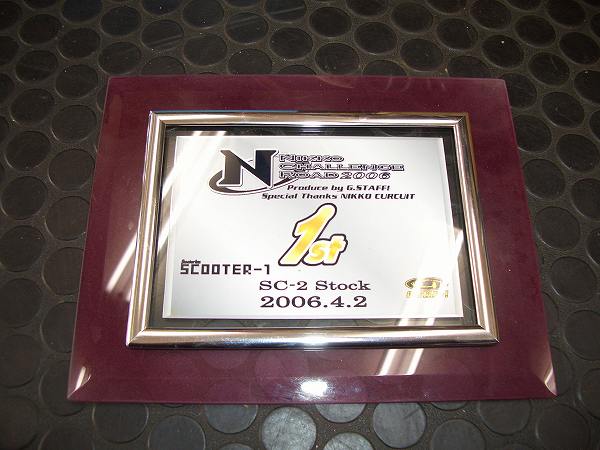 N
NIKKO
CHALLENGE
ROAD 2006
Produce by G.STAFF!
Special Thanks NIKKO CURCUIT
1st
SCOOTER-1
SC-2 Stock
2006.4.2